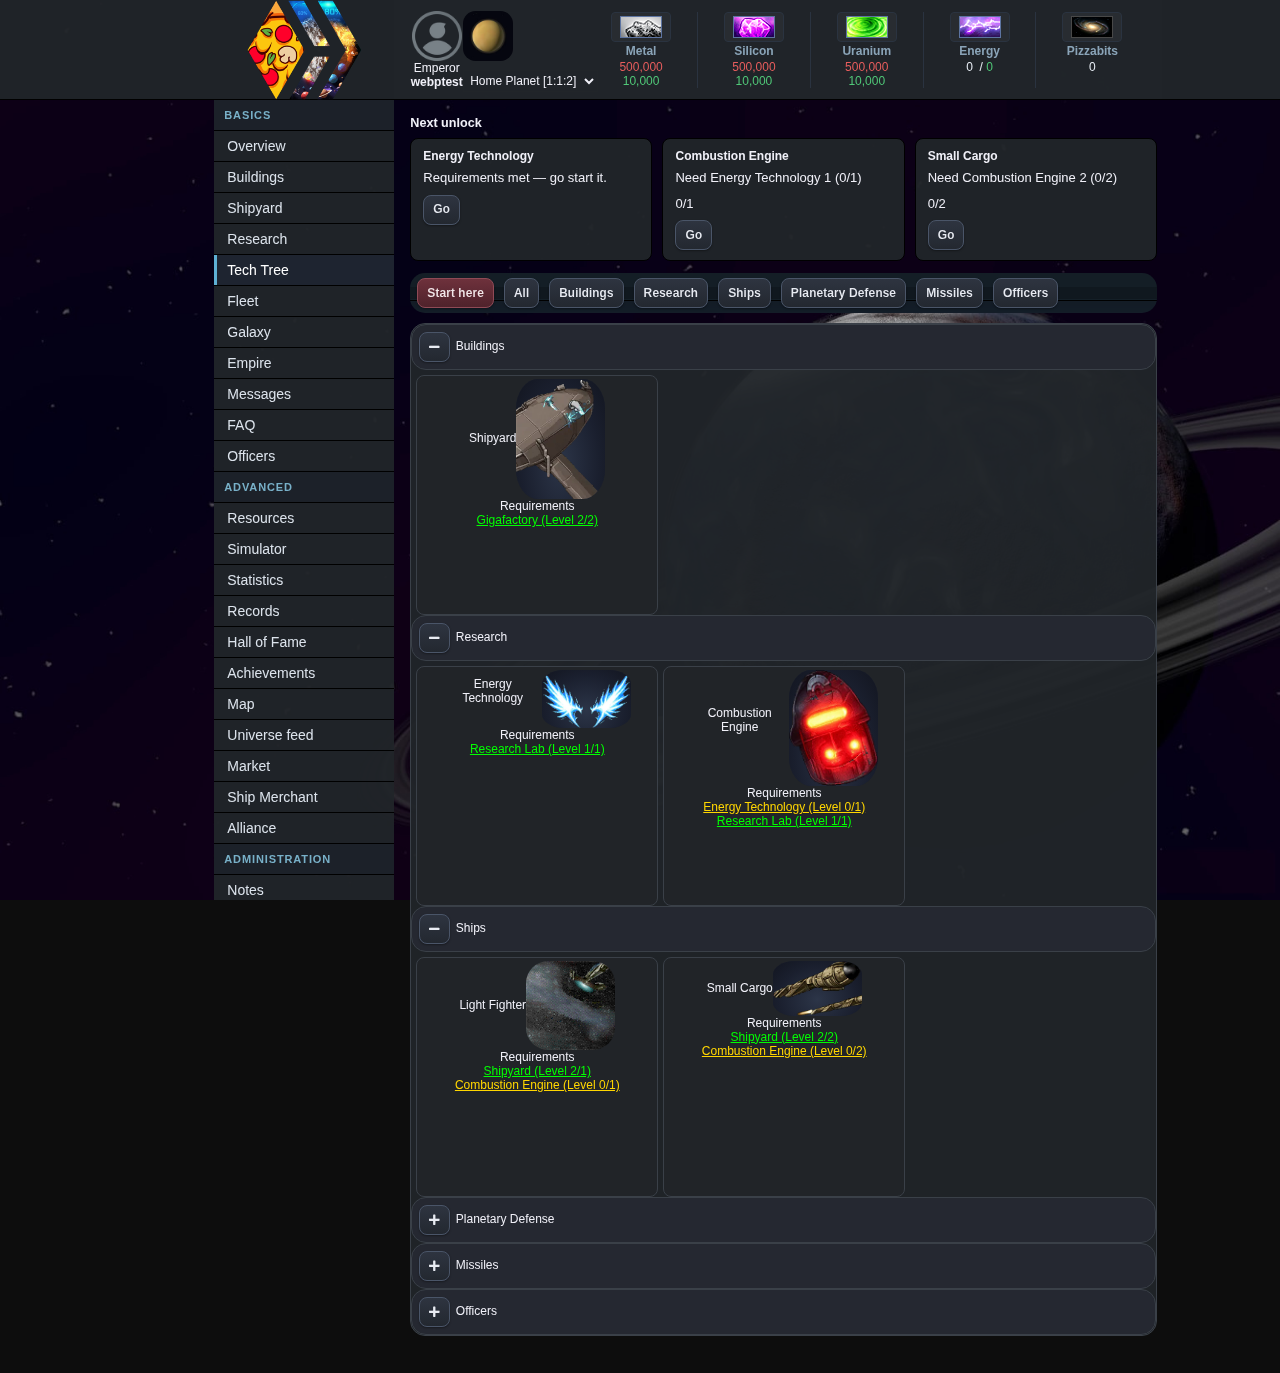 Emperor
webptest
Home Planet [1:1:2]
Metal
500,000
10,000
Silicon
500,000
10,000
Uranium
500,000
10,000
Energy
0 / 0
Pizzabits
0
BASICS
Overview
Buildings
Shipyard
Research
Tech Tree
Fleet
Galaxy
Empire
Messages
FAQ
Officers
ADVANCED
Resources
Simulator
Statistics
Records
Hall of Fame
Achievements
Map
Universe feed
Market
Ship Merchant
Alliance
ADMINISTRATION
Notes
Next unlock
Energy Technology
Requirements met — go start it.
Go
Combustion Engine
Need Energy Technology 1 (0/1)
0/1
Go
Small Cargo
Need Combustion Engine 2 (0/2)
0/2
Go
Start here
All
Buildings
Research
Ships
Planetary Defense
Missiles
Officers
− Buildings
Shipyard
Requirements
Gigafactory (Level 2/2)
− Research
Energy
Technology
Requirements
Research Lab (Level 1/1)
Combustion
Engine
Requirements
Energy Technology (Level 0/1)
Research Lab (Level 1/1)
− Ships
Light Fighter
Requirements
Shipyard (Level 2/1)
Combustion Engine (Level 0/1)
Small Cargo
Requirements
Shipyard (Level 2/2)
Combustion Engine (Level 0/2)
+ Planetary Defense
+ Missiles
+ Officers